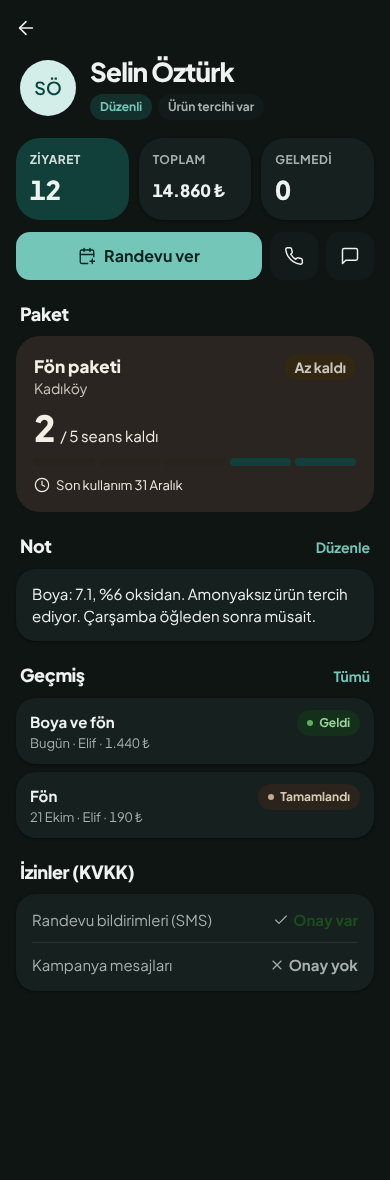 SÖ
Selin Öztürk
Düzenli
Ürün tercihi var
ZİYARET
12
TOPLAM
14.860 ₺
GELMEDİ
0
Randevu ver
Paket
Fön paketi
Az kaldı
Kadıköy
2 / 5 seans kaldı
Son kullanım 31 Aralık
Not
Düzenle
Boya: 7.1, %6 oksidan. Amonyaksız ürün tercih
ediyor. Çarşamba öğleden sonra müsait.
Geçmiş
Tümü
Boya ve fön
Geldi
Bugün · Elif · 1.440 ₺
Fön
Tamamlandı
21 Ekim · Elif · 190 ₺
İzinler (KVKK)
Randevu bildirimleri (SMS)
Onay var
Kampanya mesajları
Onay yok